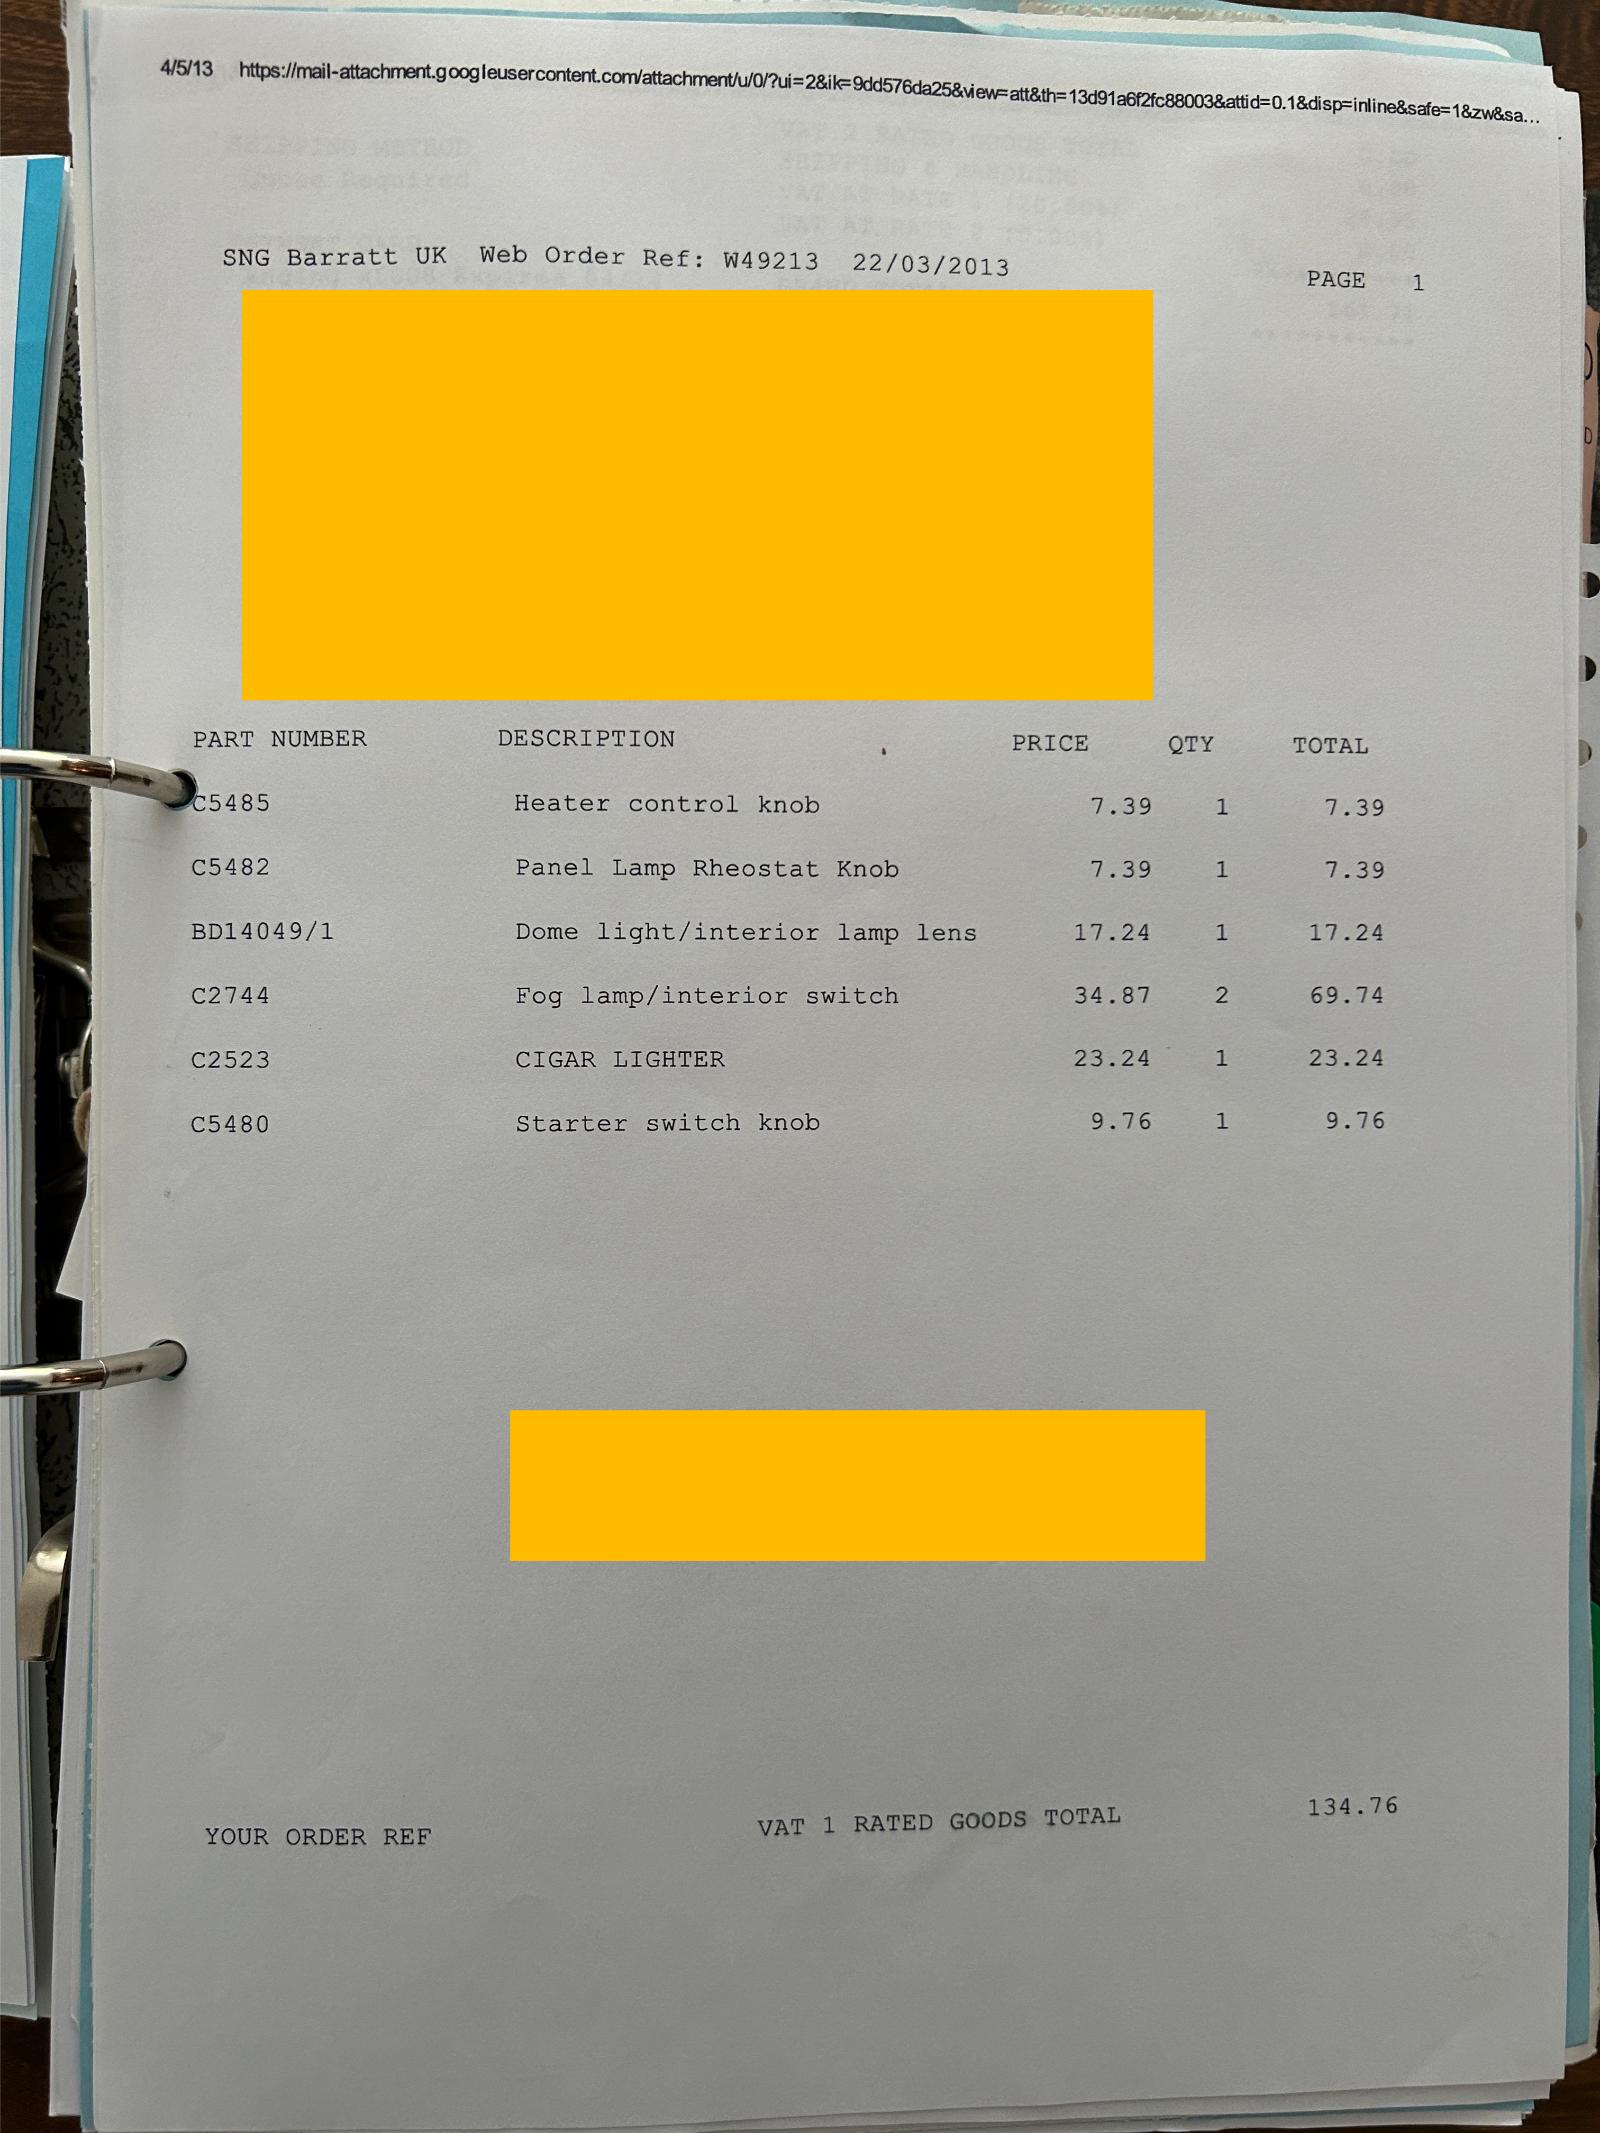 4/5/13 https://mail-attachment.googleusercontent.com/attachment/u/0/?ui=2&ik=9dd576da25&view=att&th=13d91a6f2fc88003&attid=0.1&disp=inline&safe=1&zw&sa...
SNG Barratt UK Web Order Ref: W49213 22/03/2013
PAGE 1
PART NUMBER DESCRIPTION PRICE QTY TOTAL
C5485 Heater control knob 7.39 1 7.39
C5482 Panel Lamp Rheostat Knob 7.39 1 7.39
BD14049/1 Dome light/interior lamp lens 17.24 1 17.24
C2744 Fog lamp/interior switch 34.87 2 69.74
C2523 CIGAR LIGHTER 23.24 1 23.24
C5480 Starter switch knob 9.76 1 9.76
YOUR ORDER REF VAT 1 RATED GOODS TOTAL 134.76